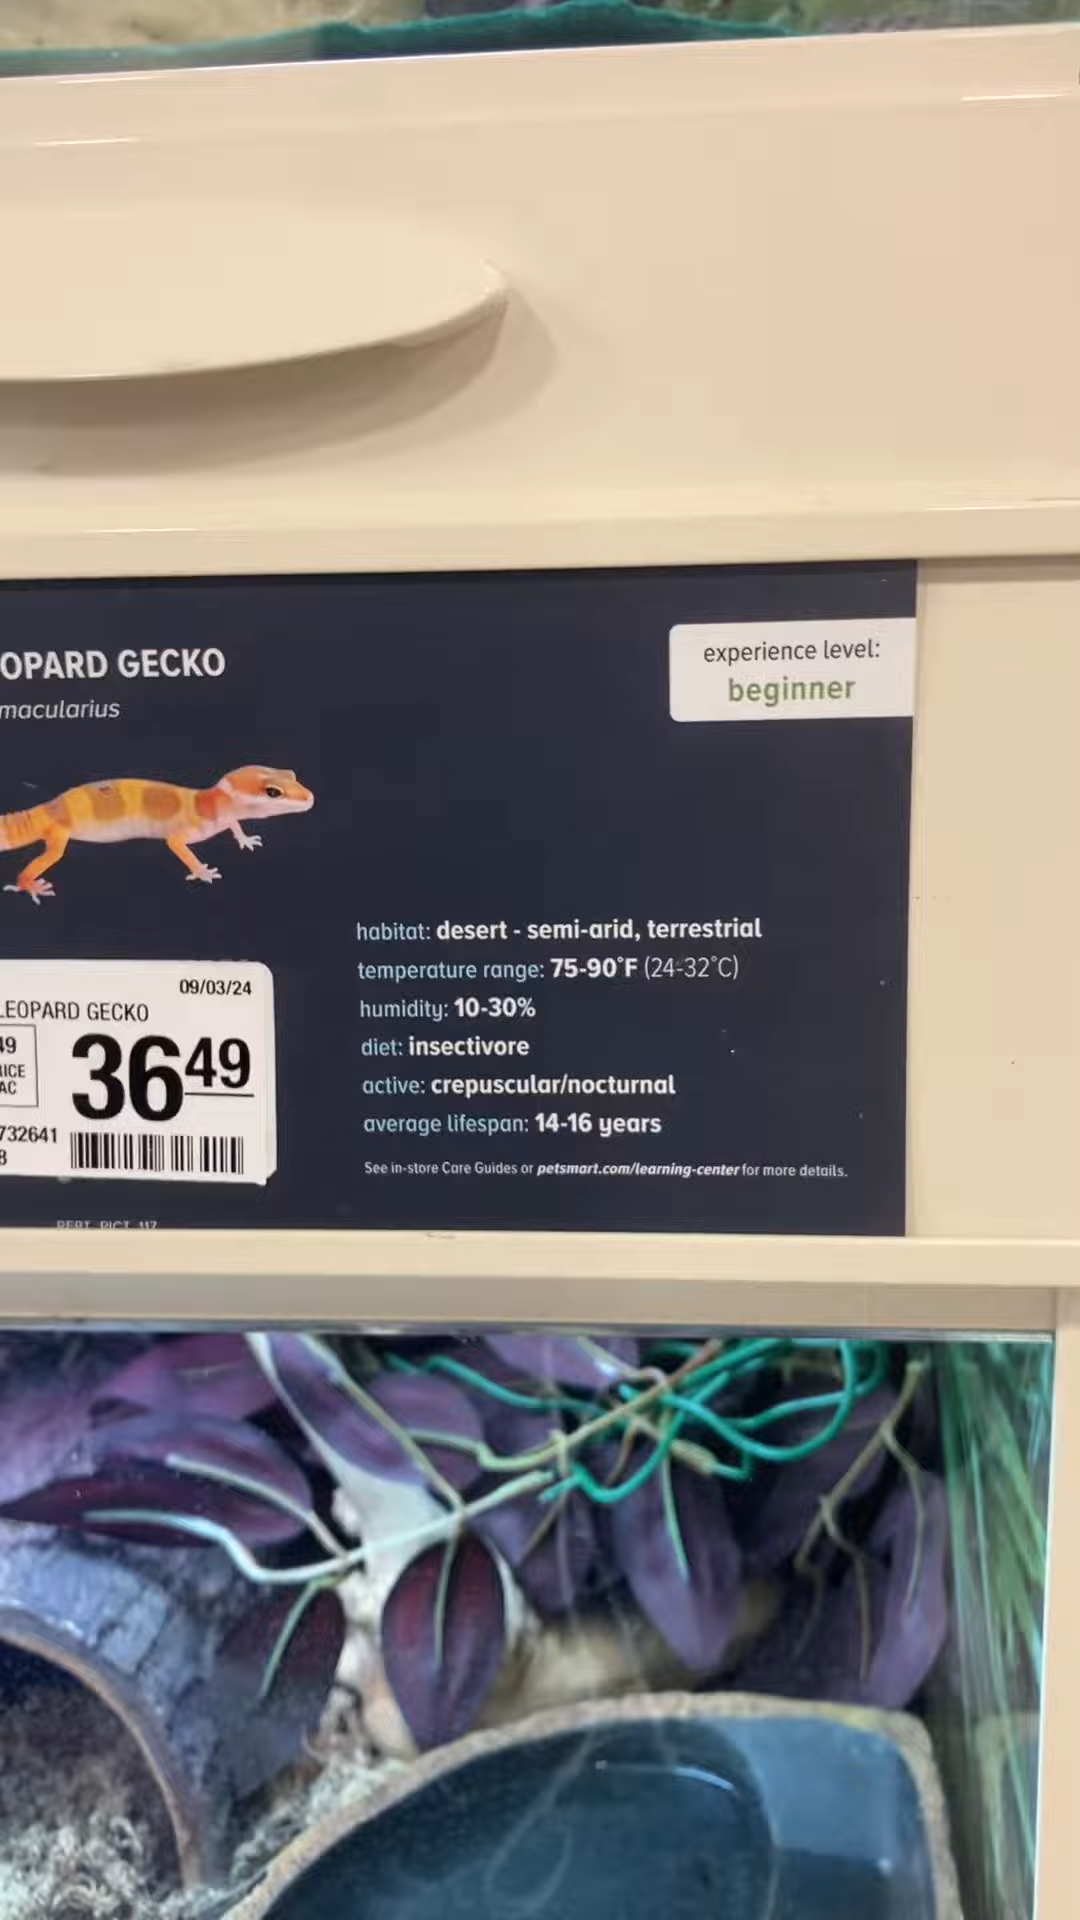 OPARD GECKO
macularius
experience level:
beginner
habitat: desert - semi-arid, terrestrial
temperature range: 75-90°F (24-32°C)
humidity: 10-30%
diet: insectivore
active: crepuscular/nocturnal
average lifespan: 14-16 years
See in-store Care Guides or petsmart.com/learning-center for more details.
09/03/24
LEOPARD GECKO
49
ICE
AC
3649
732641
8